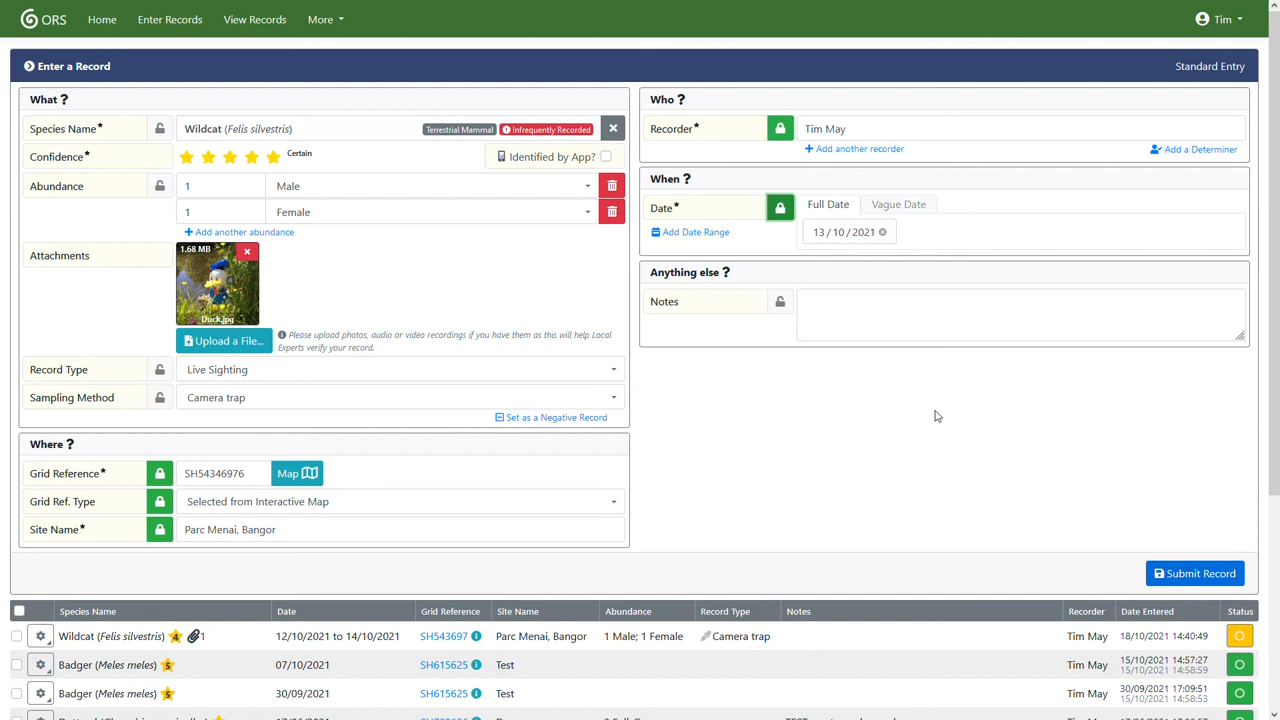 ORS Home Enter Records View Records More Tim
Enter a Record Standard Entry
What ?
Species Name* Wildcat (Felis silvestris) Terrestrial Mammal Infrequently Recorded
Confidence* Certain Identified by App?
Abundance 1 Male
1 Female
Add another abundance
Attachments 1.68 MB
Duck.jpg
Upload a File... Please upload photos, audio or video recordings if you have them as this will help Local
Experts verify your record.
Record Type Live Sighting
Sampling Method Camera trap
Set as a Negative Record
Where ?
Grid Reference* SH54346976 Map
Grid Ref. Type Selected from Interactive Map
Site Name* Parc Menai, Bangor
Who ?
Recorder* Tim May
Add another recorder Add a Determiner
When ?
Date* Full Date Vague Date
Add Date Range 13 / 10 / 2021
Anything else ?
Notes
Submit Record
Species Name Date Grid Reference Site Name Abundance Record Type Notes Recorder Date Entered Status
Wildcat (Felis silvestris) 4 1 12/10/2021 to 14/10/2021 SH543697 Parc Menai, Bangor 1 Male; 1 Female Camera trap Tim May 18/10/2021 14:40:49
Badger (Meles meles) 5 07/10/2021 SH615625 Test Tim May 15/10/2021 14:57:27
15/10/2021 14:58:59
Badger (Meles meles) 5 30/09/2021 SH615625 Test Tim May 30/09/2021 17:09:51
15/10/2021 14:58:53